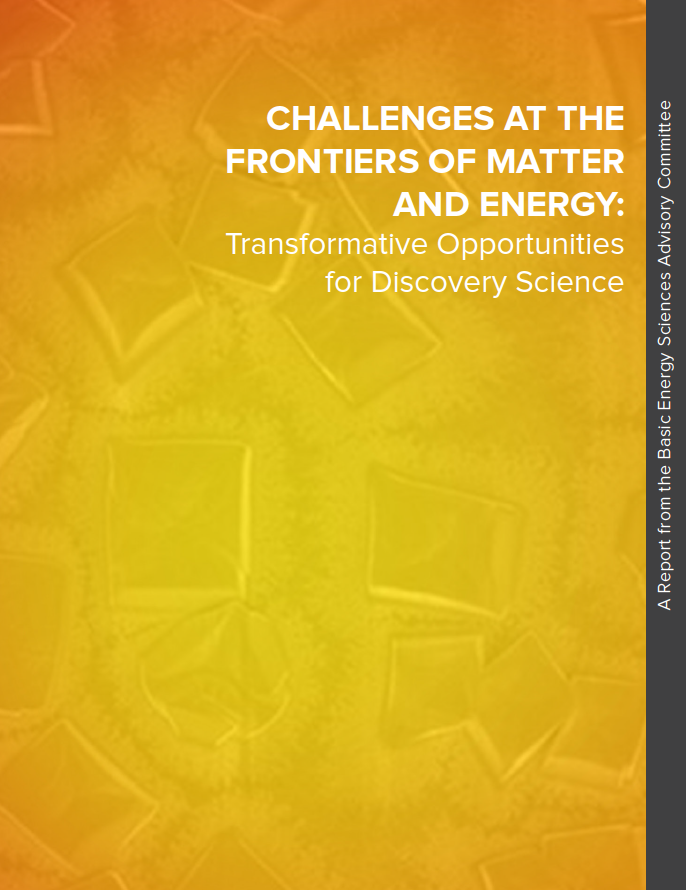 CHALLENGES AT THE
FRONTIERS OF MATTER
AND ENERGY:
Transformative Opportunities
for Discovery Science
A Report from the Basic Energy Sciences Advisory Committee